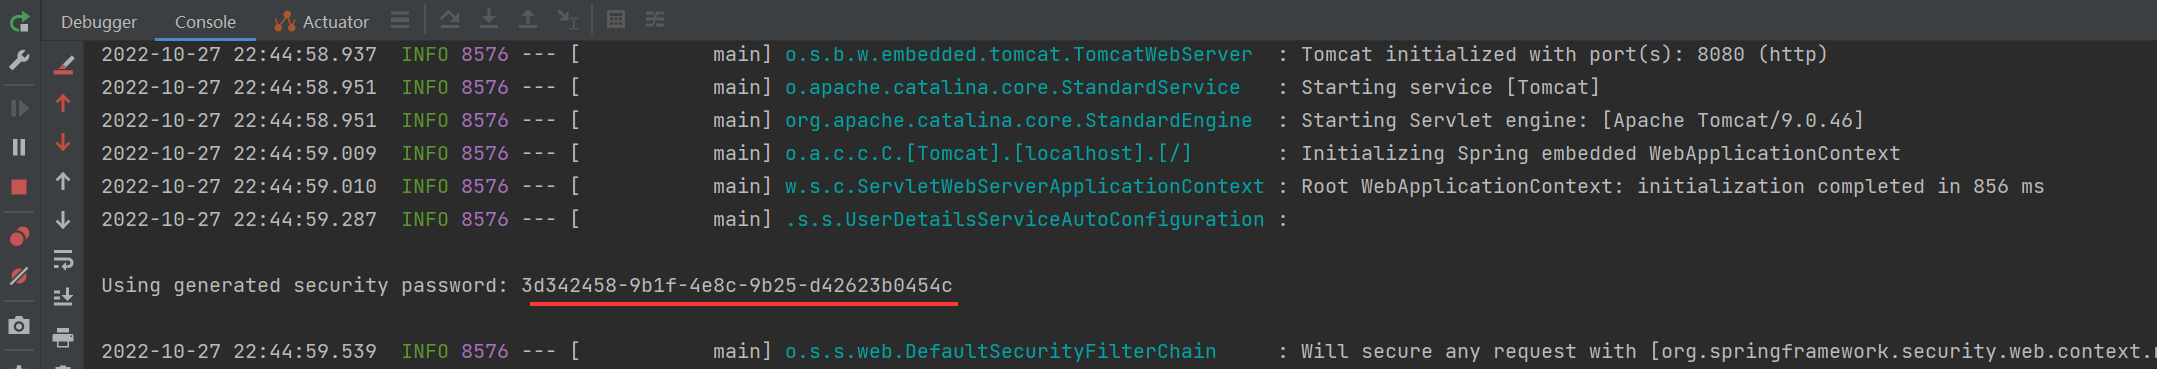 Debugger Console Actuator
2022-10-27 22:44:58.937  INFO 8576 --- [           main] o.s.b.w.embedded.tomcat.TomcatWebServer  : Tomcat initialized with port(s): 8080 (http)
2022-10-27 22:44:58.951  INFO 8576 --- [           main] o.apache.catalina.core.StandardService   : Starting service [Tomcat]
2022-10-27 22:44:58.951  INFO 8576 --- [           main] org.apache.catalina.core.StandardEngine  : Starting Servlet engine: [Apache Tomcat/9.0.46]
2022-10-27 22:44:59.009  INFO 8576 --- [           main] o.a.c.c.C.[Tomcat].[localhost].[/]       : Initializing Spring embedded WebApplicationContext
2022-10-27 22:44:59.010  INFO 8576 --- [           main] w.s.c.ServletWebServerApplicationContext : Root WebApplicationContext: initialization completed in 856 ms
2022-10-27 22:44:59.287  INFO 8576 --- [           main] .s.s.UserDetailsServiceAutoConfiguration :
Using generated security password: 3d342458-9b1f-4e8c-9b25-d42623b0454c
2022-10-27 22:44:59.539  INFO 8576 --- [           main] o.s.s.web.DefaultSecurityFilterChain     : Will secure any request with [org.springframework.security.web.context.